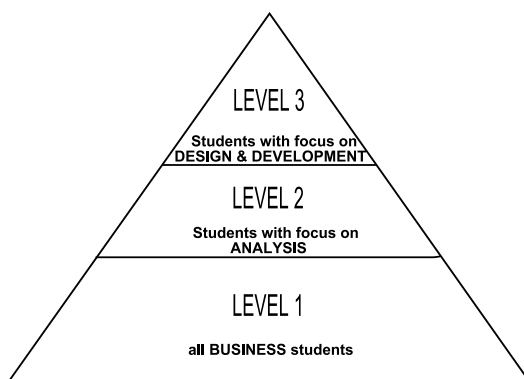 LEVEL 3
Students with focus on
DESIGN & DEVELOPMENT
LEVEL 2
Students with focus on
ANALYSIS
LEVEL 1
all BUSINESS students